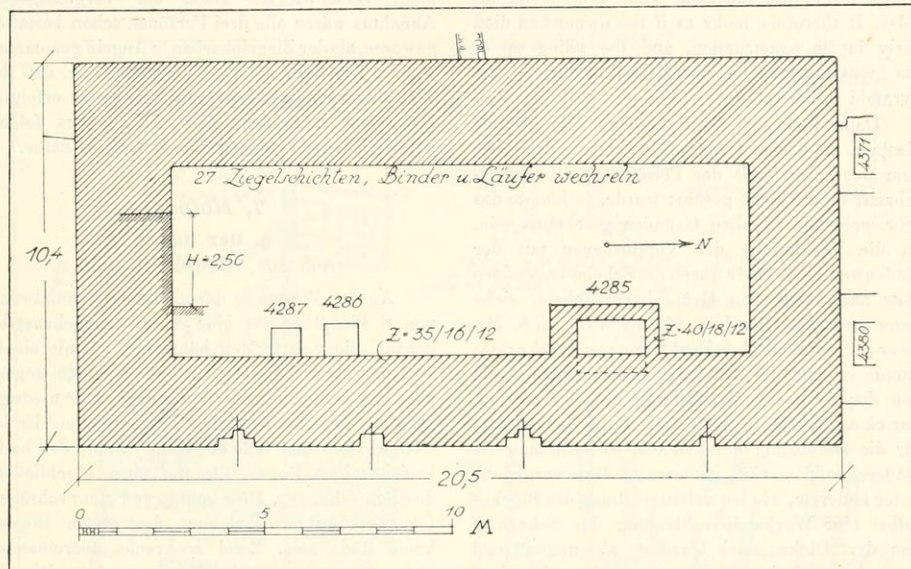 27 Ziegelschichten, Binder u. Läufer wechseln
10,4
H=2,50
N
4371
4287
4286
4285
Z=35/16/12
Z=40/18/12
4380
20,5
0 5 10 M